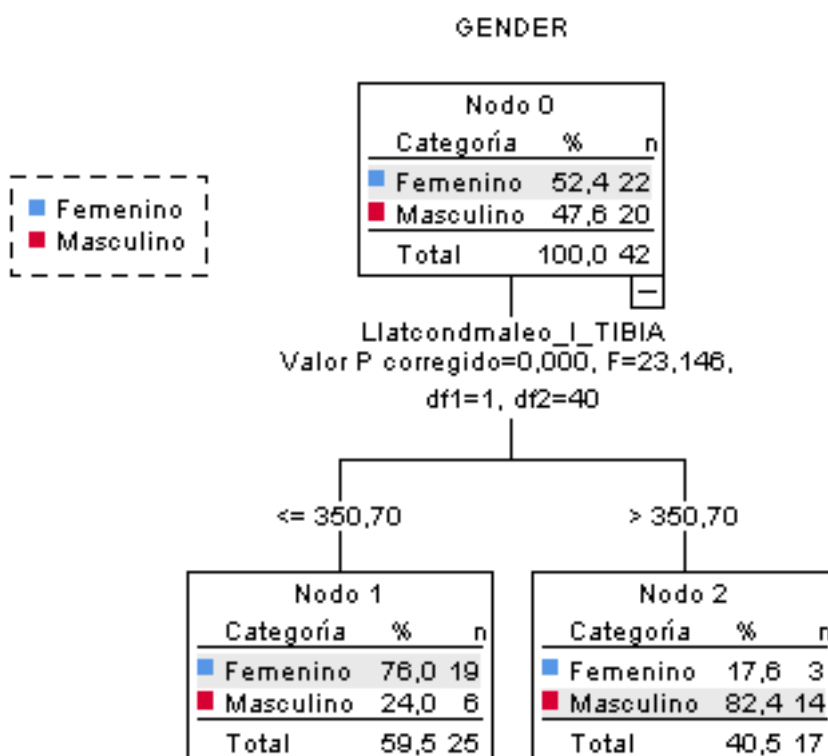 GENDER
Nodo 0
Categoría % n
Femenino 52,4 22
Masculino 47,6 20
Total 100,0 42
Femenino
Masculino
Llatcondmaleo_I_TIBIA
Valor P corregido=0,000, F=23,146,
df1=1, df2=40
<= 350,70
> 350,70
Nodo 1
Categoría % n
Femenino 76,0 19
Masculino 24,0 6
Total 59,5 25
Nodo 2
Categoría % n
Femenino 17,6 3
Masculino 82,4 14
Total 40,5 17